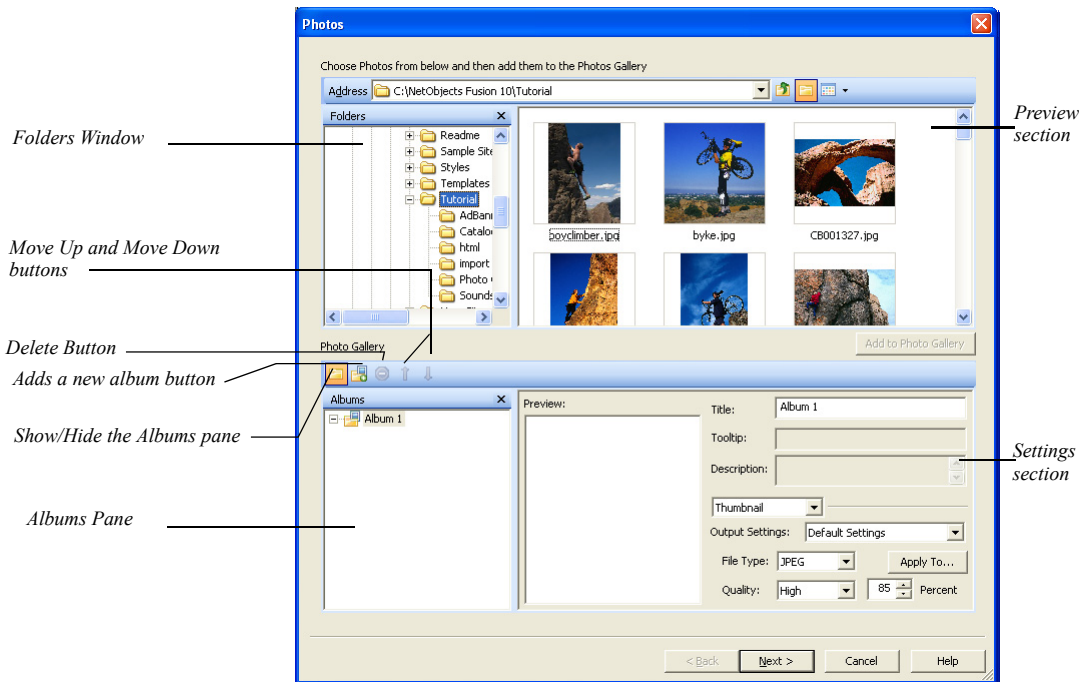 Photos
Choose Photos from below and then add them to the Photos Gallery
Address C:\NetObjects Fusion 10\Tutorial
Folders
Readme
Sample Site
Styles
Templates
Tutorial
AdBann
Catalo
html
import
Photo
Sounds
boyclimber.jpg
byke.jpg
CB001327.jpg
Photo Gallery
Add to Photo Gallery
Albums
Album 1
Preview:
Title: Album 1
Tooltip:
Description:
Thumbnail
Output Settings: Default Settings
File Type: JPEG
Apply To...
Quality: High 85 Percent
< Back
Next >
Cancel
Help
Folders Window
Move Up and Move Down
buttons
Delete Button
Adds a new album button
Show/Hide the Albums pane
Albums Pane
Preview
section
Settings
section